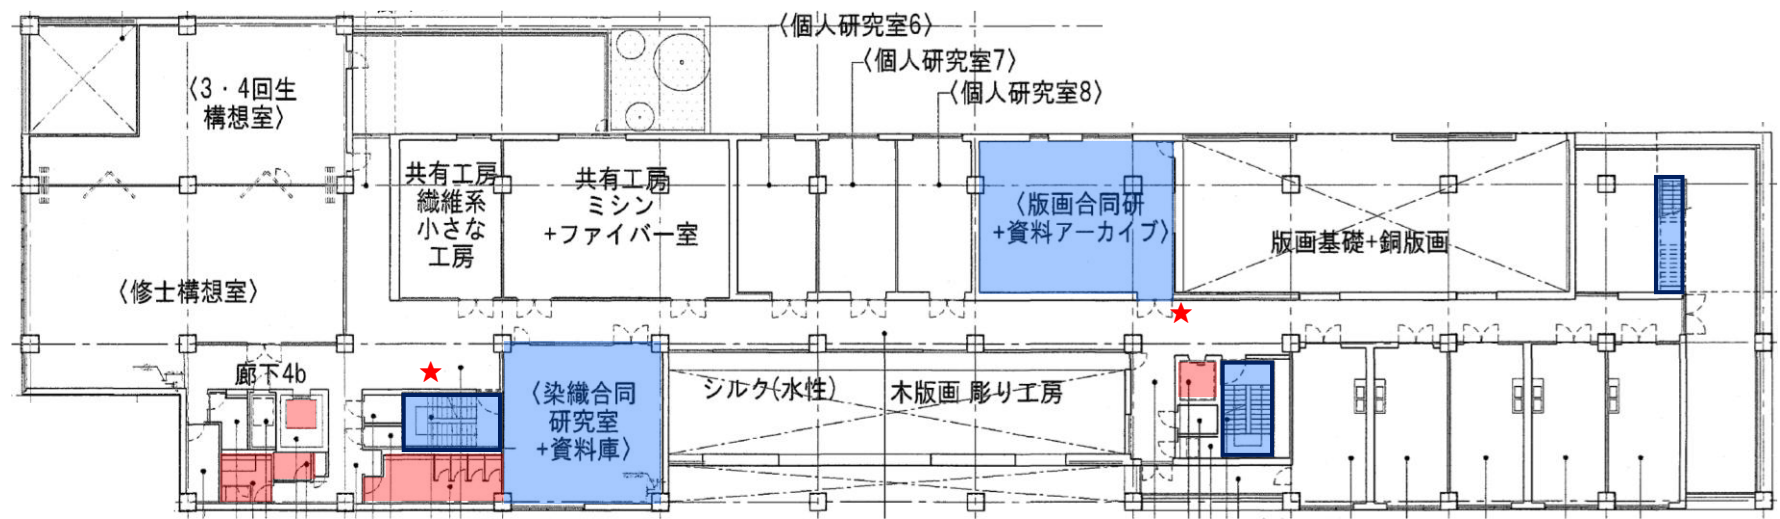 〈個人研究室6〉
〈個人研究室7〉
〈個人研究室8〉
〈3・4回生
構想室〉
共有工房
繊維系
小さな
工房
共有工房
ミシン
+ファイバー室
〈版画合同研
+資料アーカイブ〉
版画基礎+銅版画
〈修士構想室〉
廊下4b
〈染織合同
研究室
+資料庫〉
シルク(水性)
木版画 彫り工房